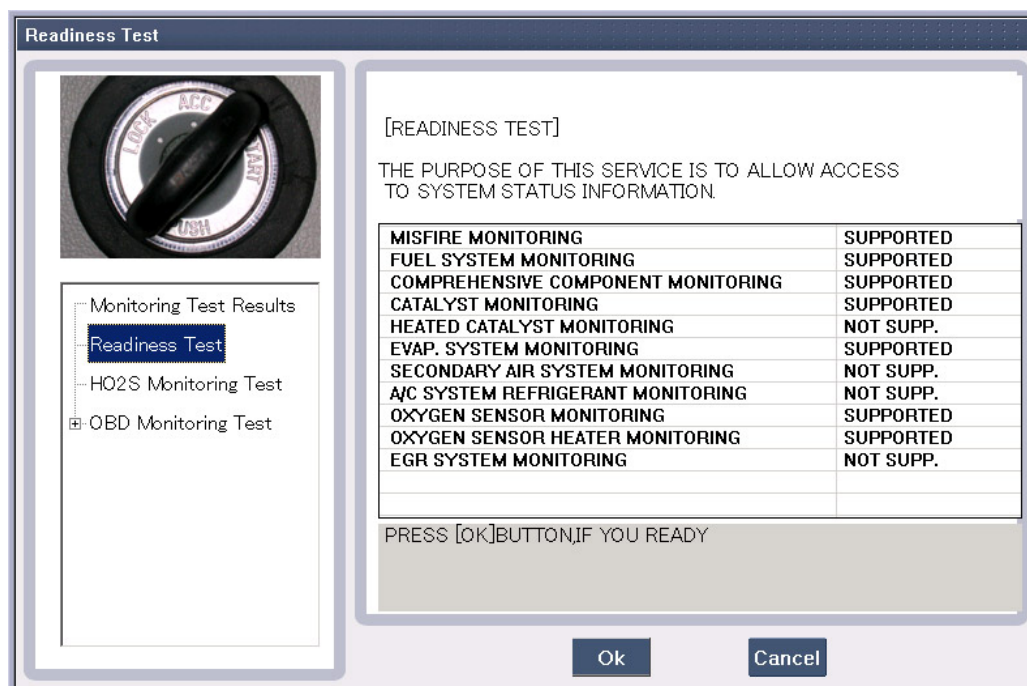 Readiness Test
LOCK
ACC
START
PUSH
Monitoring Test Results
Readiness Test
HO2S Monitoring Test
OBD Monitoring Test
[READINESS TEST]
THE PURPOSE OF THIS SERVICE IS TO ALLOW ACCESS
TO SYSTEM STATUS INFORMATION.
MISFIRE MONITORING SUPPORTED
FUEL SYSTEM MONITORING SUPPORTED
COMPREHENSIVE COMPONENT MONITORING SUPPORTED
CATALYST MONITORING SUPPORTED
HEATED CATALYST MONITORING NOT SUPP.
EVAP. SYSTEM MONITORING SUPPORTED
SECONDARY AIR SYSTEM MONITORING NOT SUPP.
A/C SYSTEM REFRIGERANT MONITORING NOT SUPP.
OXYGEN SENSOR MONITORING SUPPORTED
OXYGEN SENSOR HEATER MONITORING SUPPORTED
EGR SYSTEM MONITORING NOT SUPP.
PRESS [OK]BUTTON,IF YOU READY
Ok
Cancel